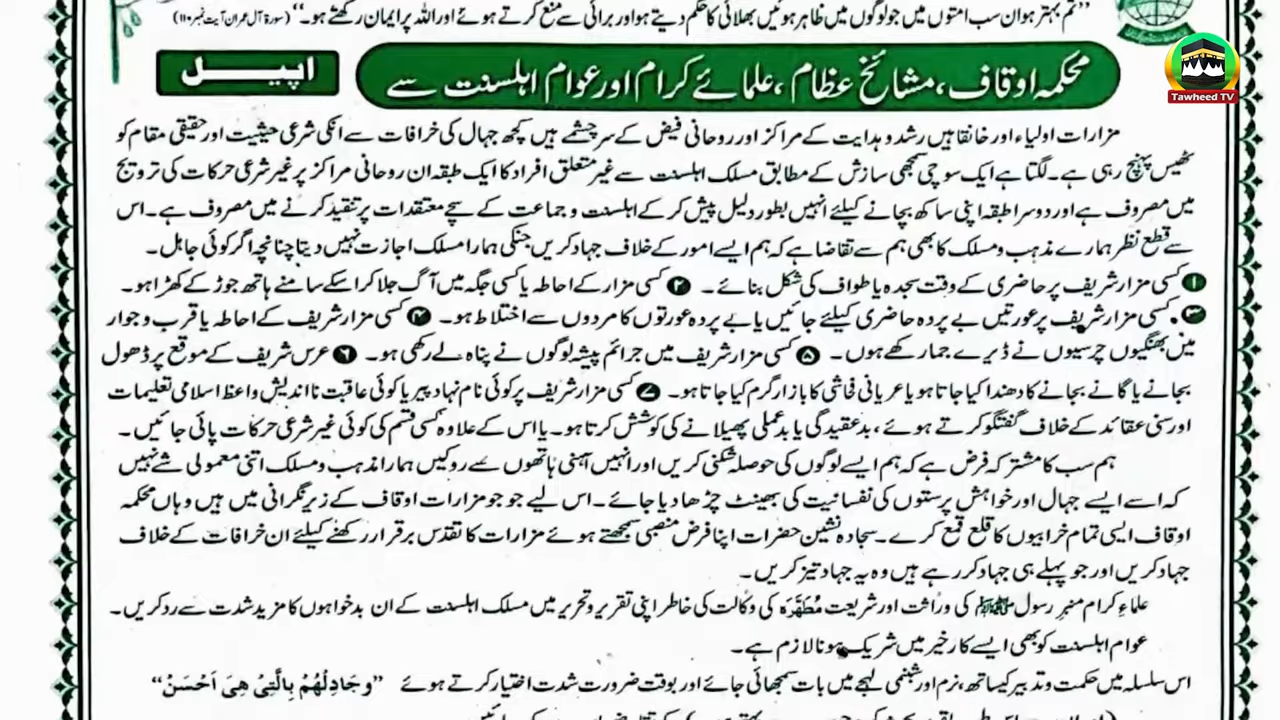 ”تم بہتر ہو ان سب امتوں میں جو لوگوں میں ظاہر ہوئیں بھلائی کا حکم دیتے ہو اور برائی سے منع کرتے ہوئے اور اللہ پر ایمان رکھتے ہو۔“ (سورۃ آل عمران آیت نمبر ۱۱۰)
Tawheed TV
محکمہ اوقاف، مشائخ عظام، علمائے کرام اور عوام اہلسنت سے اپیل
مزارات اولیاء اور خانقاہیں رشد و ہدایت کے مراکز اور روحانی فیض کے سر چشمے ہیں کچھ جہال کی خرافات سے انکی شرعی حیثیت اور حقیقی مقام کو
ٹھیس پہنچ رہی ہے۔ لگتا ہے ایک سوچی سمجھی سازش کے مطابق مسلک اہلسنت سے غیر متعلق افراد کا ایک طبقہ ان روحانی مراکز پر غیر شرعی حرکات کی ترویج
میں مصروف ہے اور دوسرا طبقہ اپنی ساکھ بچانے کیلئے انہیں بطور دلیل پیش کر کے اہلسنت و جماعت کے سچے معتقدات پر تنقید کرنے میں مصروف ہے۔ اس
سے قطع نظر ہمارے مذہب و مسلک کا بھی ہم سے تقاضا ہے کہ ہم ایسے امور کے خلاف جہاد کریں جنکی ہمارا مسلک اجازت نہیں دیتا چنانچہ اگر کوئی جاہل۔
۱ کسی مزار شریف پر حاضری کے وقت سجدہ یا طواف کی شکل بنائے۔ ۲ کسی مزار کے احاطہ یا کسی جگہ میں آگ جلا کر اسکے سامنے ہاتھ جوڑ کے کھڑا ہو۔
۳ کسی مزار شریف پر عورتیں بے پردہ حاضری کیلئے جائیں یا بے پردہ عورتوں کا مردوں سے اختلاط ہو۔ ۴ کسی مزار شریف کے احاطہ یا قرب و جوار
میں بھنگیوں چرسیوں نے ڈیرے جما رکھے ہوں۔ ۵ کسی مزار شریف میں جرائم پیشہ لوگوں نے پناہ لے رکھی ہو۔ ۶ عرس شریف کے موقع پر ڈھول
بجانے یا گانے بجانے کا دھندا کیا جاتا ہو یا عریانی فحاشی کا بازار گرم کیا جاتا ہو۔ ۷ کسی مزار شریف پر کوئی نام نہاد پیر یا کوئی عاقبت نا اندیش واعظ اسلامی تعلیمات
اور سنی عقائد کے خلاف گفتگو کرتے ہوئے، بد عقیدگی یا بد عملی پھیلانے کی کوشش کرتا ہو۔ یا اس کے علاوہ کسی قسم کی کوئی غیر شرعی حرکات پائی جائیں۔
ہم سب کا مشترکہ فرض ہے کہ ہم ایسے لوگوں کی حوصلہ شکنی کریں اور انہیں آہنی ہاتھوں سے روکیں ہمارا مذہب و مسلک اتنی معمولی شے نہیں
کہ اسے ایسے جہال اور خواہش پرستوں کی نفسانیت کی بھینٹ چڑھا دیا جائے۔ اس لیے جو جو مزارات اوقاف کے زیر نگرانی میں ہیں وہاں محکمہ
اوقاف ایسی تمام خرابیوں کا قلع قمع کرے۔ سجادہ نشین حضرات اپنا فرض منصبی سمجھتے ہوئے مزارات کا تقدس برقرار رکھنے کیلئے ان خرافات کے خلاف
جہاد کریں اور جو پہلے ہی جہاد کر رہے ہیں وہ یہ جہاد تیز کریں۔
علماءِ کرام منبرِ رسول ﷺ کی وراثت اور شریعت مُطَہَّرَہ کی وکالت کی خاطر اپنی تقریر و تحریر میں مسلک اہلسنت کے ان بدخواہوں کا مزید شدت سے رد کریں۔
عوام اہلسنت کو بھی ایسے کارِ خیر میں شریک ہونا لازم ہے۔
اس سلسلہ میں حکمت و تدبیر کیساتھ، نرم اور شفی لہجے میں بات سمجھائی جائے اور بوقت ضرورت شدت اختیار کرتے ہوئے ”وَجَادِلْهُمْ بِالَّتِیْ هِیَ اَحْسَنُ“